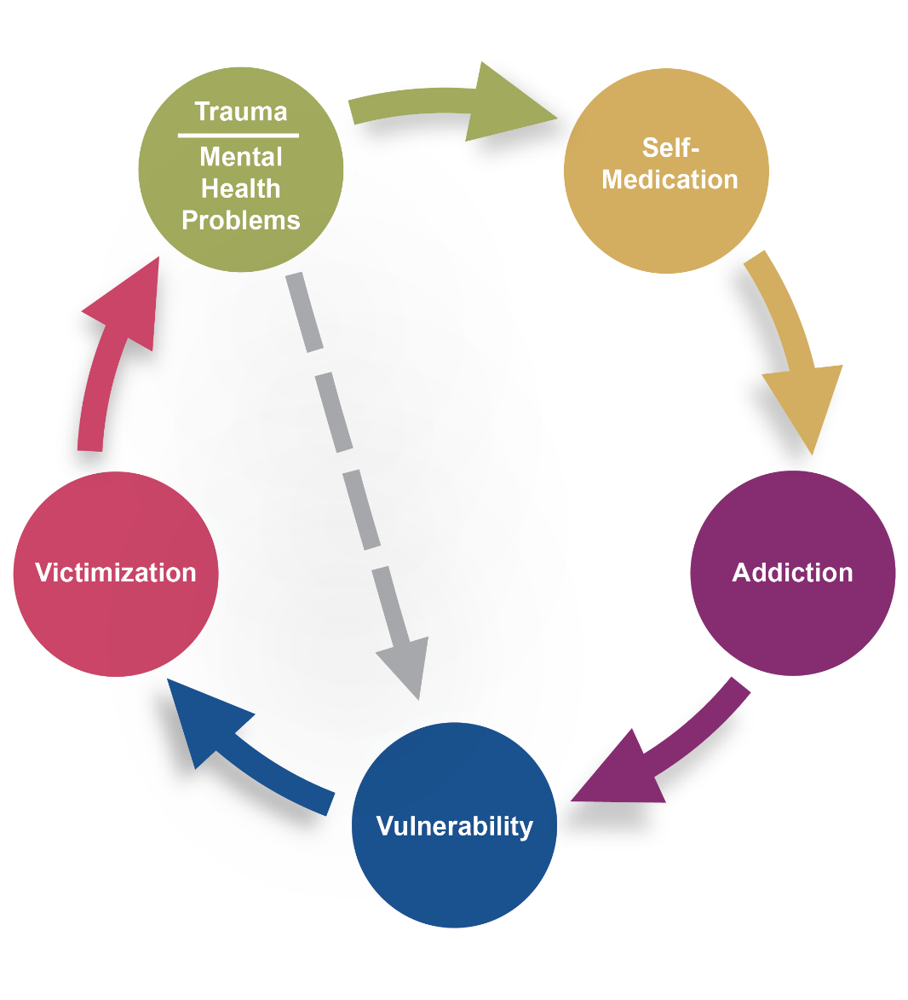 Trauma
Mental
Health
Problems
Self-
Medication
Addiction
Vulnerability
Victimization